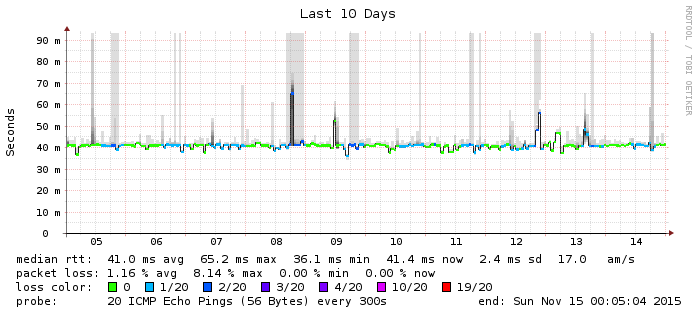 Last 10 Days
RRDTOOL / TOBI OETIKER
Seconds
90 m
80 m
70 m
60 m
50 m
40 m
30 m
20 m
10 m
0
05 06 07 08 09 10 11 12 13 14
median rtt: 41.0 ms avg 65.2 ms max 36.1 ms min 41.4 ms now 2.4 ms sd 17.0 am/s
packet loss: 1.16 % avg 8.14 % max 0.00 % min 0.00 % now
loss color: 0 1/20 2/20 3/20 4/20 10/20 19/20
probe: 20 ICMP Echo Pings (56 Bytes) every 300s end: Sun Nov 15 00:05:04 2015